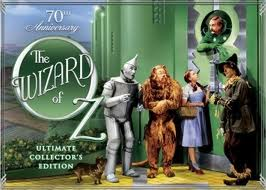 70TH
Anniversary
The
WIZARD
of
OZ
ULTIMATE
COLLECTOR'S
EDITION